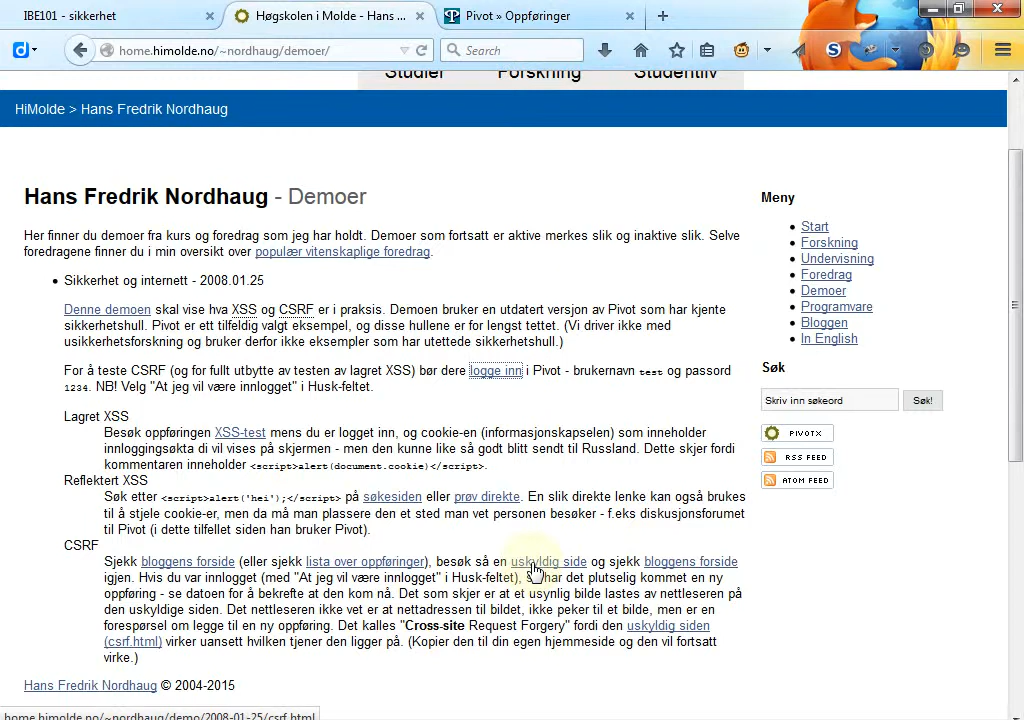 IBE101 - sikkerhet
Høgskolen i Molde - Hans ...
Pivot » Oppføringer
home.himolde.no/~nordhaug/demoer/
Search
Studier Forskning Studentliv
HiMolde > Hans Fredrik Nordhaug
Hans Fredrik Nordhaug - Demoer
Her finner du demoer fra kurs og foredrag som jeg har holdt. Demoer som fortsatt er aktive merkes slik og inaktive slik. Selve
foredragene finner du i min oversikt over populær vitenskaplige foredrag.
Sikkerhet og internett - 2008.01.25
Denne demoen skal vise hva XSS og CSRF er i praksis. Demoen bruker en utdatert versjon av Pivot som har kjente
sikkerhetshull. Pivot er ett tilfeldig valgt eksempel, og disse hullene er for lengst tettet. (Vi driver ikke med
usikkerhetsforskning og bruker derfor ikke eksempler som har utettede sikkerhetshull.)
For å teste CSRF (og for fullt utbytte av testen av lagret XSS) bør dere logge inn i Pivot - brukernavn test og passord
1234. NB! Velg "At jeg vil være innlogget" i Husk-feltet.
Lagret XSS
Besøk oppføringen XSS-test mens du er logget inn, og cookie-en (informasjonskapselen) som inneholder
innloggingsøkta di vil vises på skjermen - men den kunne like så godt blitt sendt til Russland. Dette skjer fordi
kommentaren inneholder <script>alert(document.cookie)</script>.
Reflektert XSS
Søk etter <script>alert('hei');</script> på søkesiden eller prøv direkte. En slik direkte lenke kan også brukes
til å stjele cookie-er, men da må man plassere den et sted man vet personen besøker - f.eks diskusjonsforumet
til Pivot (i dette tilfellet siden han bruker Pivot).
CSRF
Sjekk bloggens forside (eller sjekk lista over oppføringer), besøk så en uskyldig side og sjekk bloggens forside
igjen. Hvis du var innlogget (med "At jeg vil være innlogget" i Husk-feltet), så har det plutselig kommet en ny
oppføring - se datoen for å bekrefte at den kom nå. Det som skjer er at et usynlig bilde lastes av nettleseren på
den uskyldige siden. Det nettleseren ikke vet er at nettadressen til bildet, ikke peker til et bilde, men er en
forespørsel om legge til en ny oppføring. Det kalles "Cross-site Request Forgery" fordi den uskyldig siden
(csrf.html) virker uansett hvilken tjener den ligger på. (Kopier den til din egen hjemmeside og den vil fortsatt
virke.)
Hans Fredrik Nordhaug © 2004-2015
Meny
Start
Forskning
Undervisning
Foredrag
Demoer
Programvare
Bloggen
In English
Søk
Skriv inn søkeord Søk!
PIVOTX
RSS FEED
ATOM FEED
home.himolde.no/~nordhaug/demo/2008-01-25/csrf.html